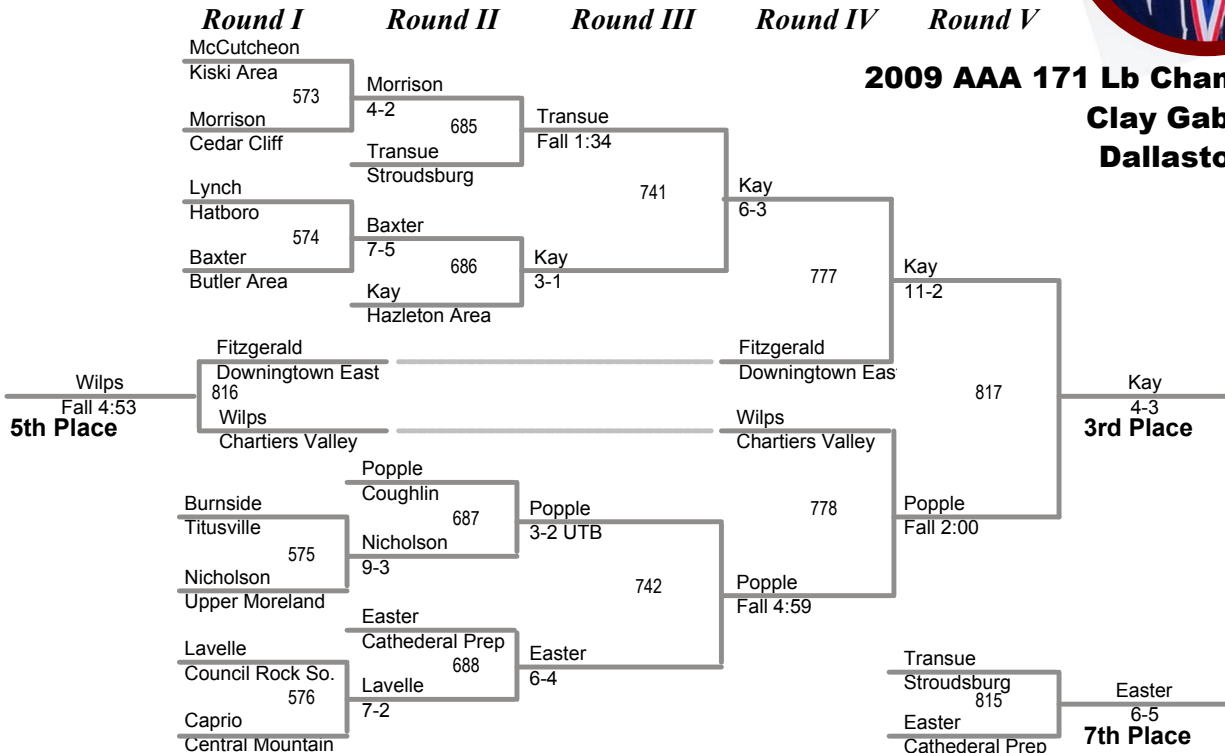 Round I Round II Round III Round IV Round V
2009 AAA 171 Lb
Clay
McCutcheon
Kiski Area
573
Morrison
Cedar Cliff
Morrison
4-2
685
Transue
Stroudsburg
Transue
Fall 1:34
Lynch
Hatboro
574
Baxter
Butler Area
Baxter
7-5
686
Kay
Hazleton Area
Kay
3-1
741
Kay
6-3
777
Fitzgerald
Downingtown East
Kay
11-2
Wilps
Fall 4:53
5th Place
816
Fitzgerald
Downingtown East
Wilps
Chartiers Valley
Wilps
Chartiers Valley
817
Kay
4-3
3rd Place
Popple
Coughlin
687
Burnside
Titusville
575
Nicholson
Upper Moreland
Nicholson
9-3
Popple
3-2 UTB
742
778
Popple
Fall 2:00
Popple
Fall 4:59
Easter
Cathederal Prep
688
Lavelle
Council Rock So.
576
Caprio
Central Mountain
Lavelle
7-2
Easter
6-4
Transue
Stroudsburg
815
Easter
Cathederal Prep
Easter
6-5
7th Place